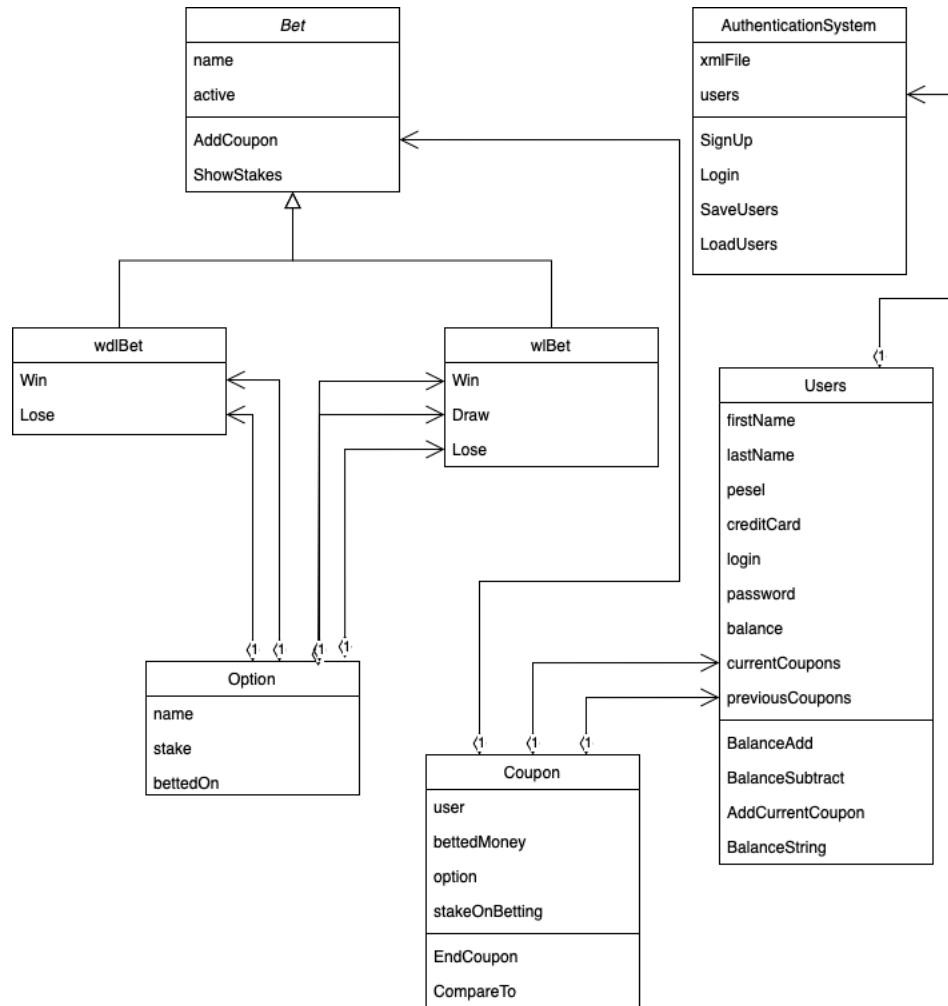 Bet
name
active
AddCoupon
ShowStakes
AuthenticationSystem
xmlFile
users
SignUp
Login
SaveUsers
LoadUsers
wdlBet
Win
Lose
wlBet
Win
Draw
Lose
1
Users
firstName
lastName
pesel
creditCard
login
password
balance
currentCoupons
previousCoupons
BalanceAdd
BalanceSubtract
AddCurrentCoupon
BalanceString
1
1
1
1
Option
name
stake
bettedOn
1
1
1
Coupon
user
bettedMoney
option
stakeOnBetting
EndCoupon
CompareTo